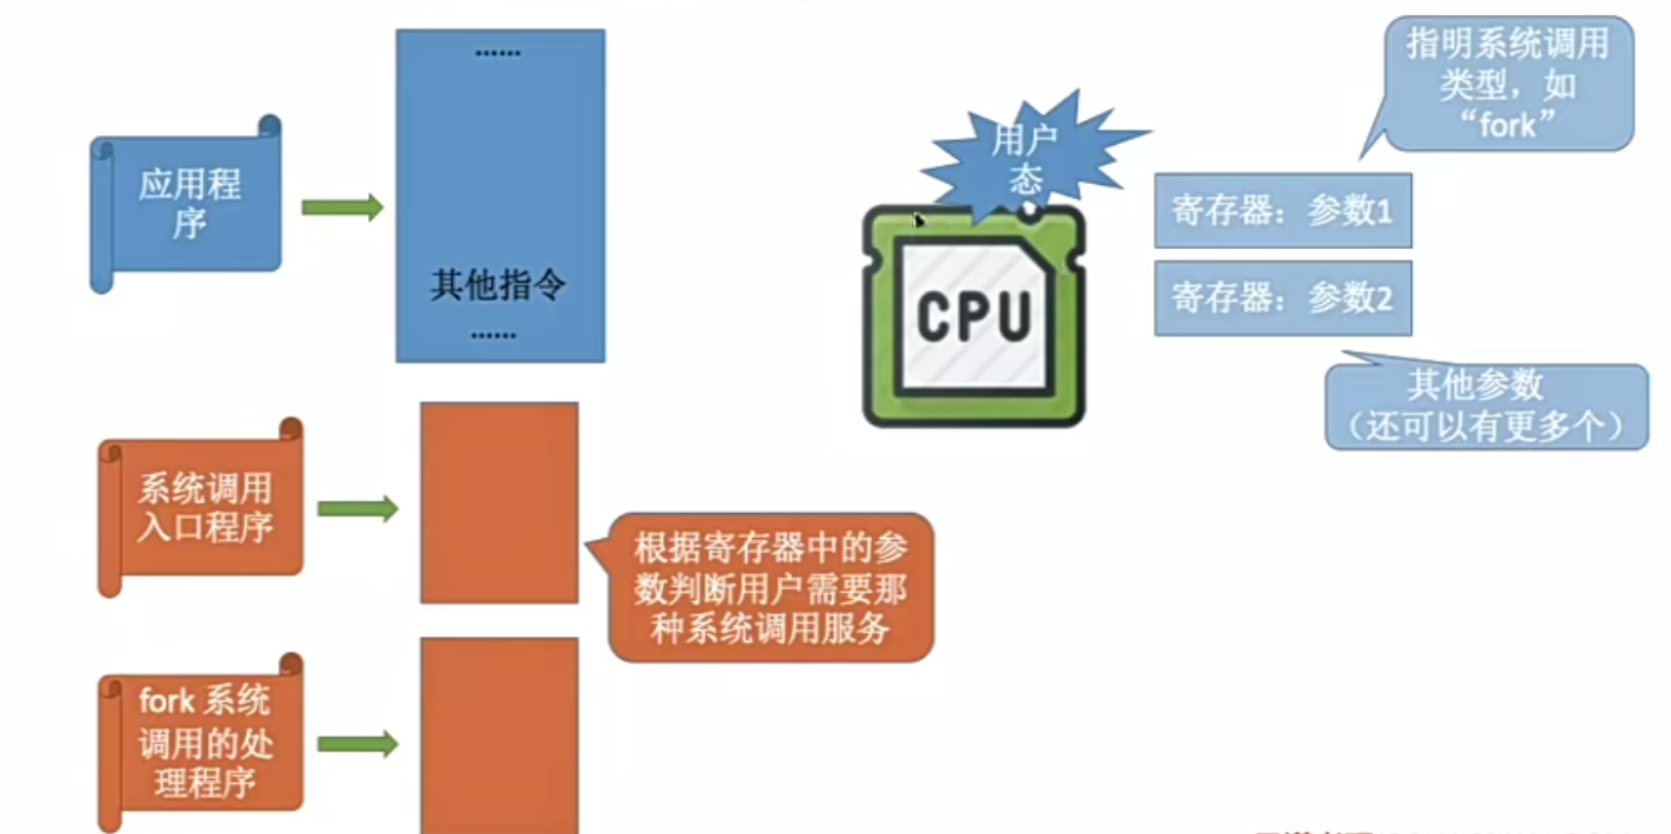 ......
应用程
序
其他指令
......
用户
态
CPU
指明系统调用
类型，如
“fork”
寄存器：参数1
寄存器：参数2
其他参数
（还可以有更多个）
系统调用
入口程序
根据寄存器中的参
数判断用户需要那
种系统调用服务
fork 系统
调用的处
理程序